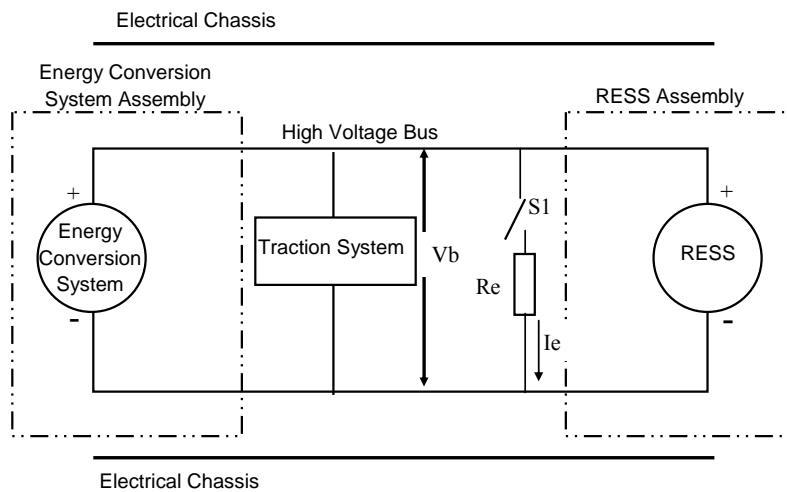 Electrical Chassis
Energy Conversion
System Assembly
RESS Assembly
High Voltage Bus
+
+
S1
Energy
Conversion
System
Traction System
Vb
RESS
Re
-
-
Ie
Electrical Chassis